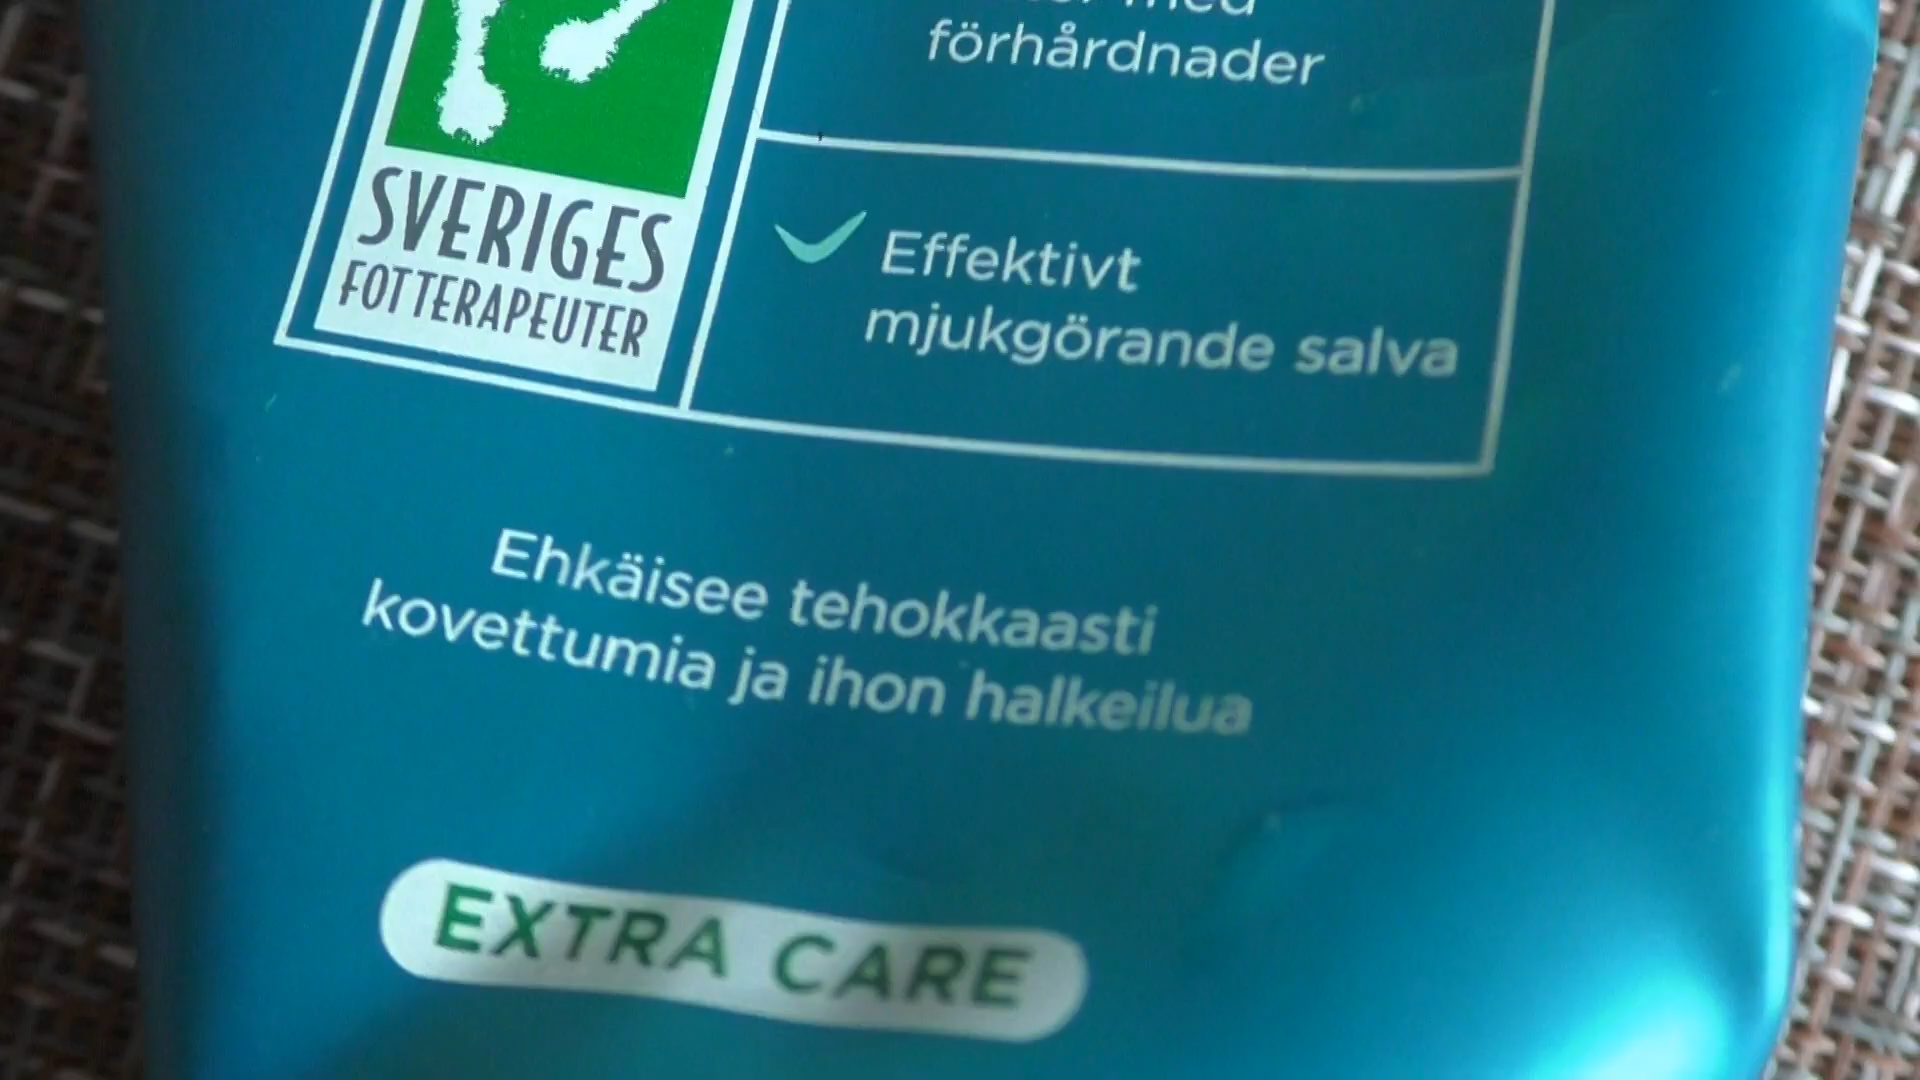 förhårdnader
SVERIGES
FOTTERAPEUTER
Effektivt
mjukgörande salva
Ehkäisee tehokkaasti
kovettumia ja ihon halkeilua
EXTRA CARE